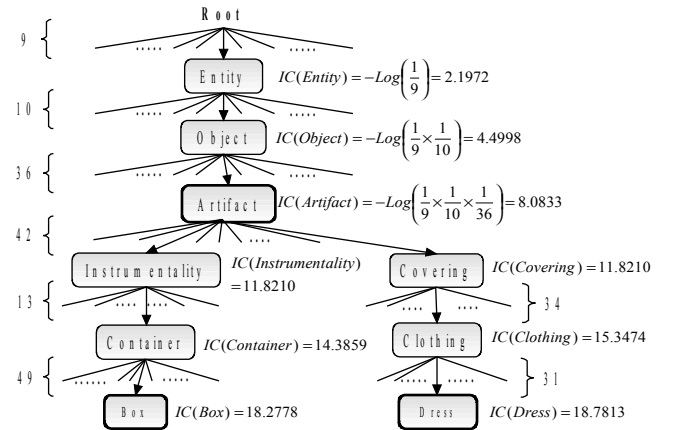 Root
9
Entity IC(Entity) = −Log(1/9) = 2.1972
10
Object IC(Object) = −Log(1/9 × 1/10) = 4.4998
36
Artifact IC(Artifact) = −Log(1/9 × 1/10 × 1/36) = 8.0833
42
Instrumentality IC(Instrumentality) = 11.8210
Covering IC(Covering) = 11.8210
13
34
Container IC(Container) = 14.3859
Clothing IC(Clothing) = 15.3474
49
31
Box IC(Box) = 18.2778
Dress IC(Dress) = 18.7813